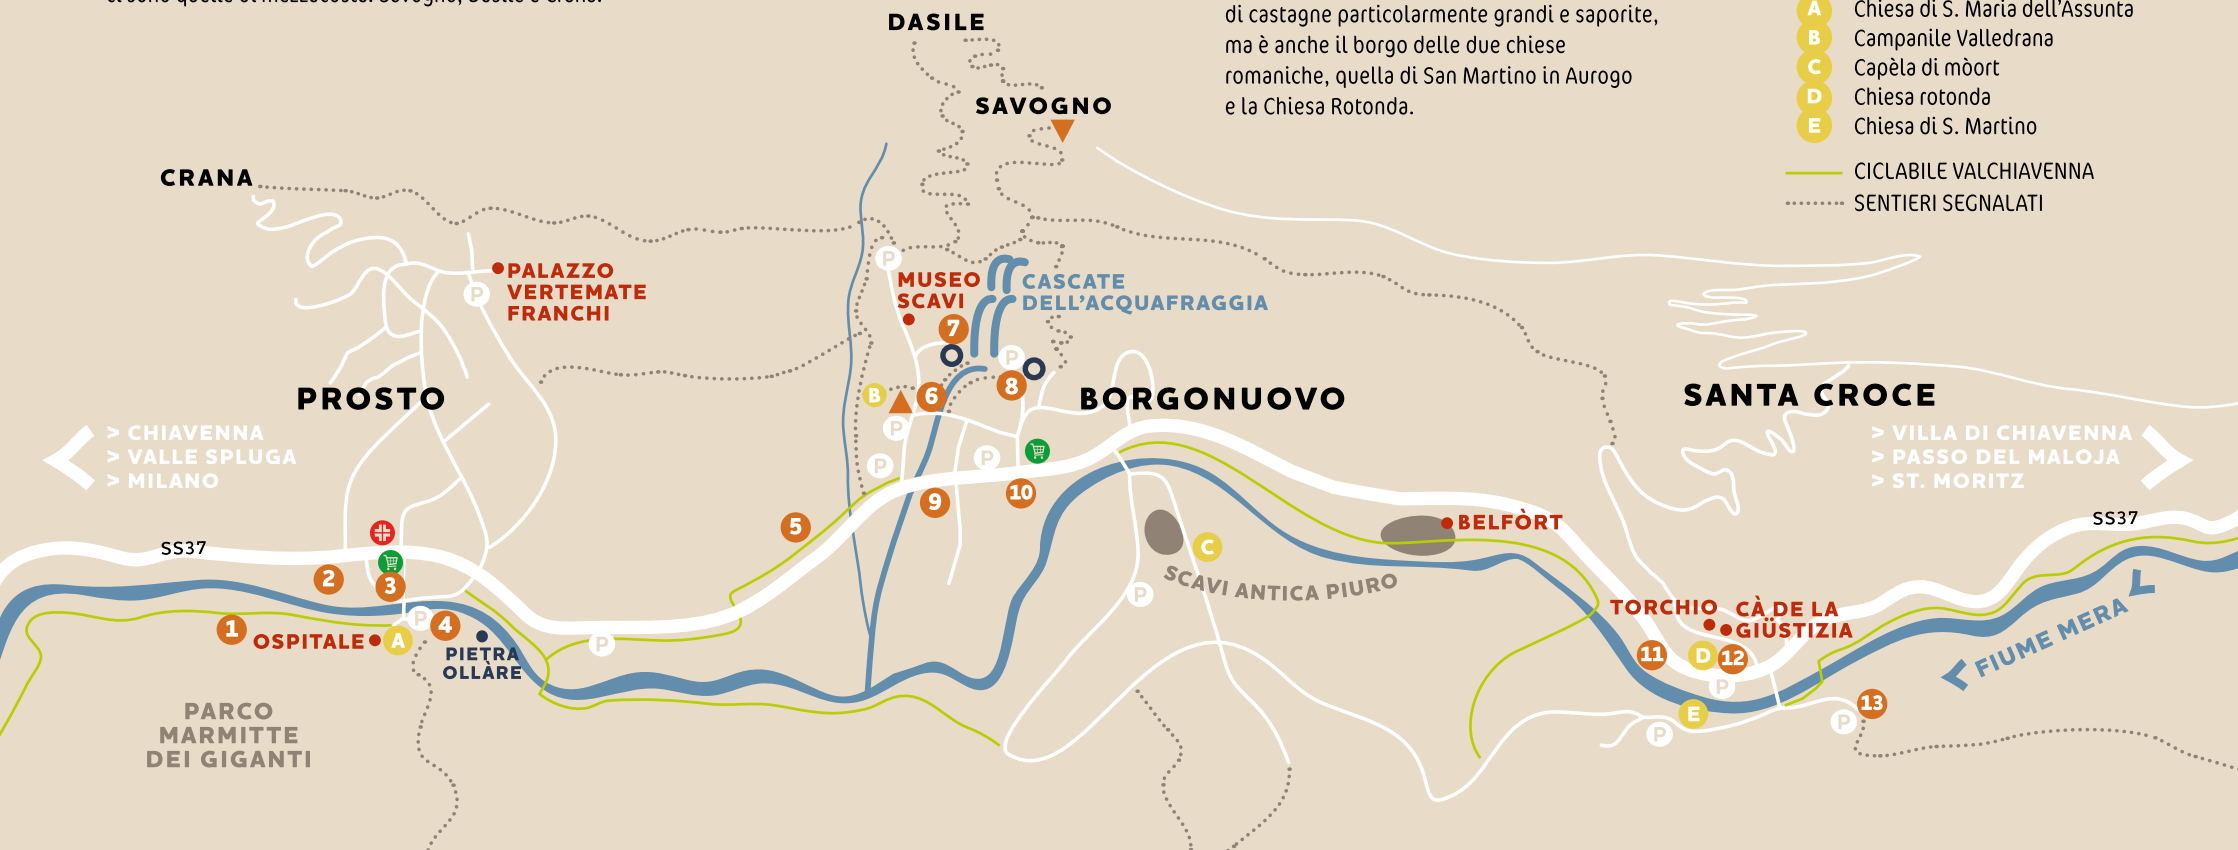 di castagne particolarmente grandi e saporite,
ma è anche il borgo delle due chiese
romaniche, quella di San Martino in Aurogo
e la Chiesa Rotonda.
A Chiesa di S. Maria dell'Assunta
B Campanile Valledrana
C Capèla di mòort
D Chiesa rotonda
E Chiesa di S. Martino
CICLABILE VALCHIAVENNA
SENTIERI SEGNALATI
DASILE
SAVOGNO
CRANA
PALAZZO
VERTEMATE
FRANCHI
P
P
MUSEO
SCAVI
CASCATE
DELL'ACQUAFRAGGIA
7
P
8
B
6
P
P
P
PROSTO
BORGONUOVO
SANTA CROCE
> CHIAVENNA
> VALLE SPLUGA
> MILANO
> VILLA DI CHIAVENNA
> PASSO DEL MALOJA
> ST. MORITZ
SS37
SS37
9
10
5
BELFÒRT
C
SCAVI ANTICA PIURO
P
2
3
1
OSPITALE
A
P
4
PIETRA
OLLÀRE
P
TORCHIO
CÀ DE LA
GIÜSTIZIA
11
D
12
P
E
P
P
13
FIUME MERA
PARCO
MARMITTE
DEI GIGANTI